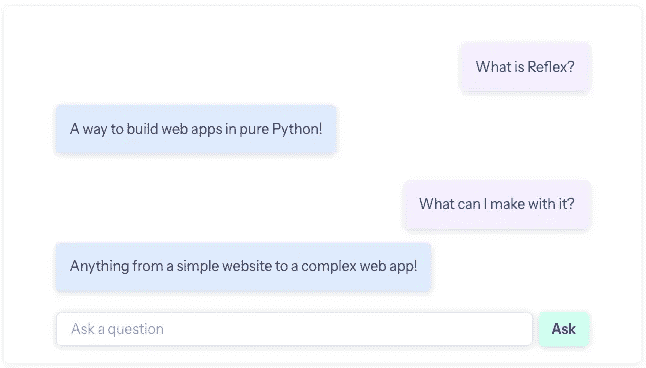 What is Reflex?
A way to build web apps in pure Python!
What can I make with it?
Anything from a simple website to a complex web app!
Ask a question Ask